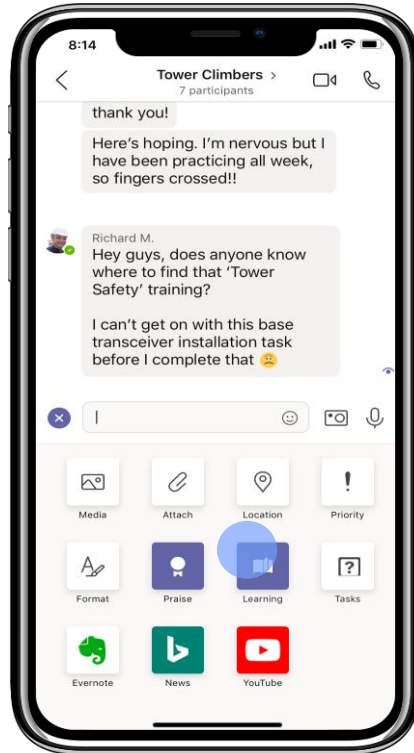 8:14
Tower Climbers >
7 participants
thank you!
Here's hoping. I'm nervous but I
have been practicing all week,
so fingers crossed!!
Richard M.
Hey guys, does anyone know
where to find that ‘Tower
Safety’ training?
I can't get on with this base
transceiver installation task
before I complete that 🙁
Media Attach Location Priority
Format Praise Learning Tasks
Evernote News YouTube